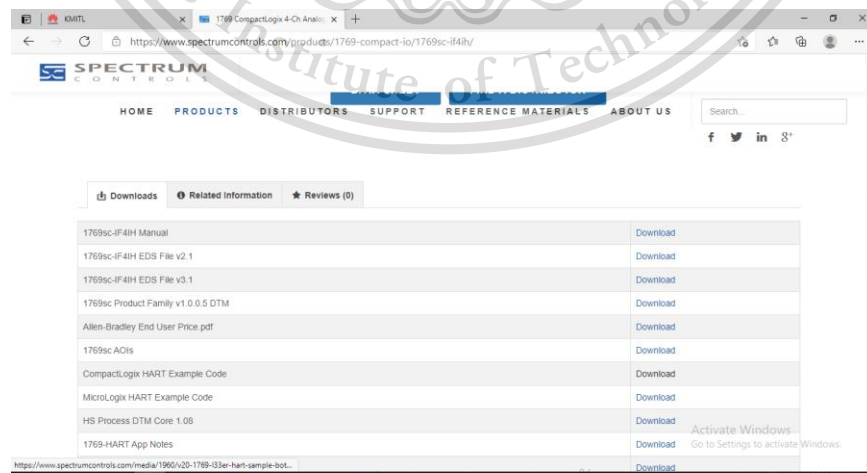 KMITL
1769 CompactLogix 4-Ch Analog
https://www.spectrumcontrols.com/products/1769-compact-io/1769sc-if4ih/
Institute of Techno
SPECTRUM
CONTROLS
HOME PRODUCTS DISTRIBUTORS SUPPORT REFERENCE MATERIALS ABOUT US
Search...
Downloads Related Information Reviews (0)
1769sc-IF4IH Manual Download
1769sc-IF4IH EDS File v2.1 Download
1769sc-IF4IH EDS File v3.1 Download
1769sc Product Family v1.0.0.5 DTM Download
Allen-Bradley End User Price.pdf Download
1769sc AOIs Download
CompactLogix HART Example Code Download
MicroLogix HART Example Code Download
HS Process DTM Core 1.08 Download
1769-HART App Notes Download
Download
Activate Windows
Go to Settings to activate Windows.
https://www.spectrumcontrols.com/media/1960/v20-1769-l33er-hart-sample-bot...